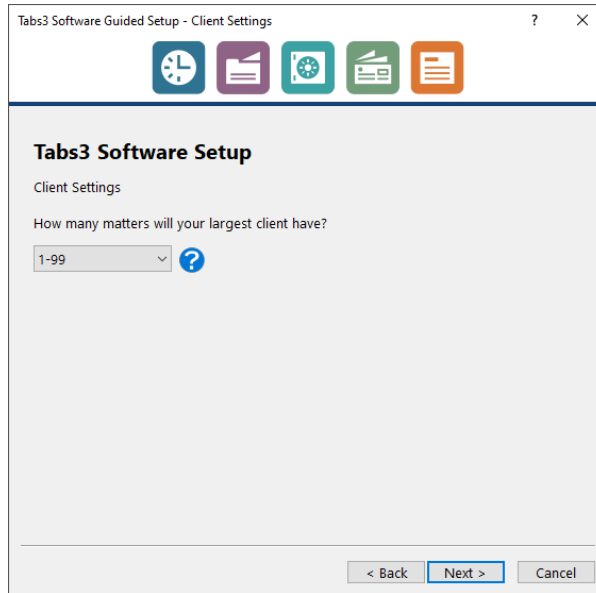 Tabs3 Software Guided Setup - Client Settings ? ×
Tabs3 Software Setup
Client Settings
How many matters will your largest client have?
1-99 ?
< Back Next > Cancel